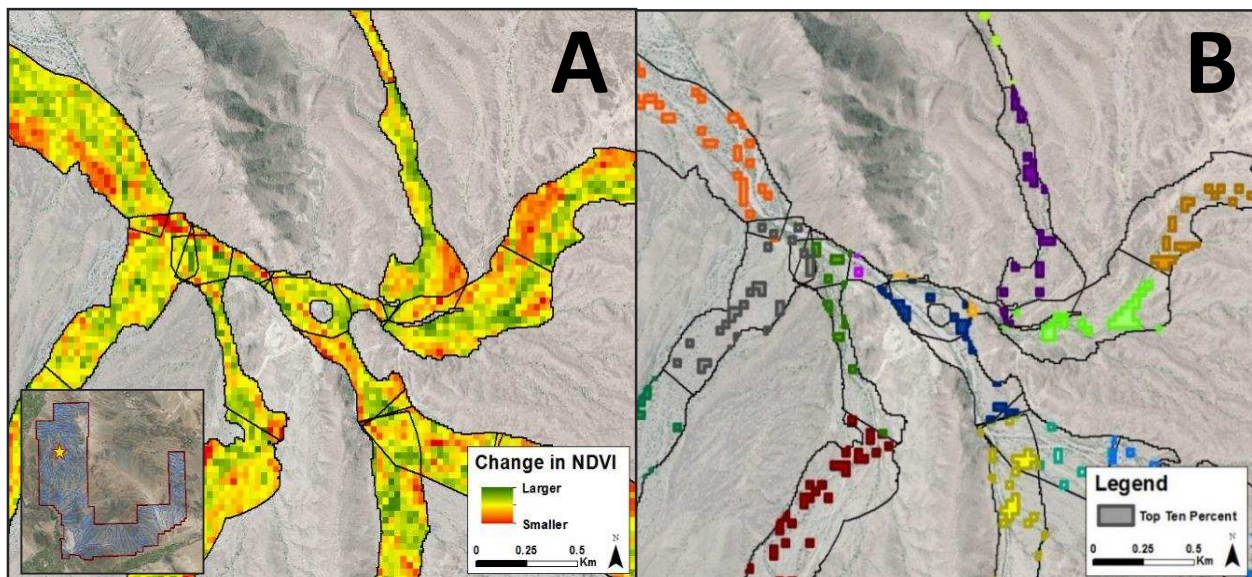 A
Change in NDVI
Larger
Smaller
0 0.25 0.5
Km
N
B
Legend
Top Ten Percent
0 0.25 0.5
Km
N